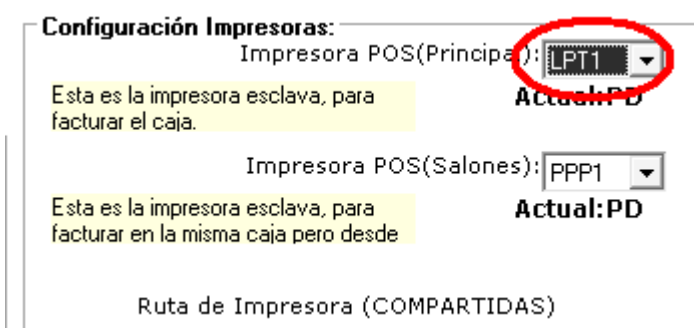 Configuración Impresoras:
Impresora POS(Principal): LPT1
Esta es la impresora esclava, para
facturar el caja.
Actual:PD
Impresora POS(Salones): PPP1
Esta es la impresora esclava, para
facturar en la misma caja pero desde
Actual:PD
Ruta de Impresora (COMPARTIDAS)